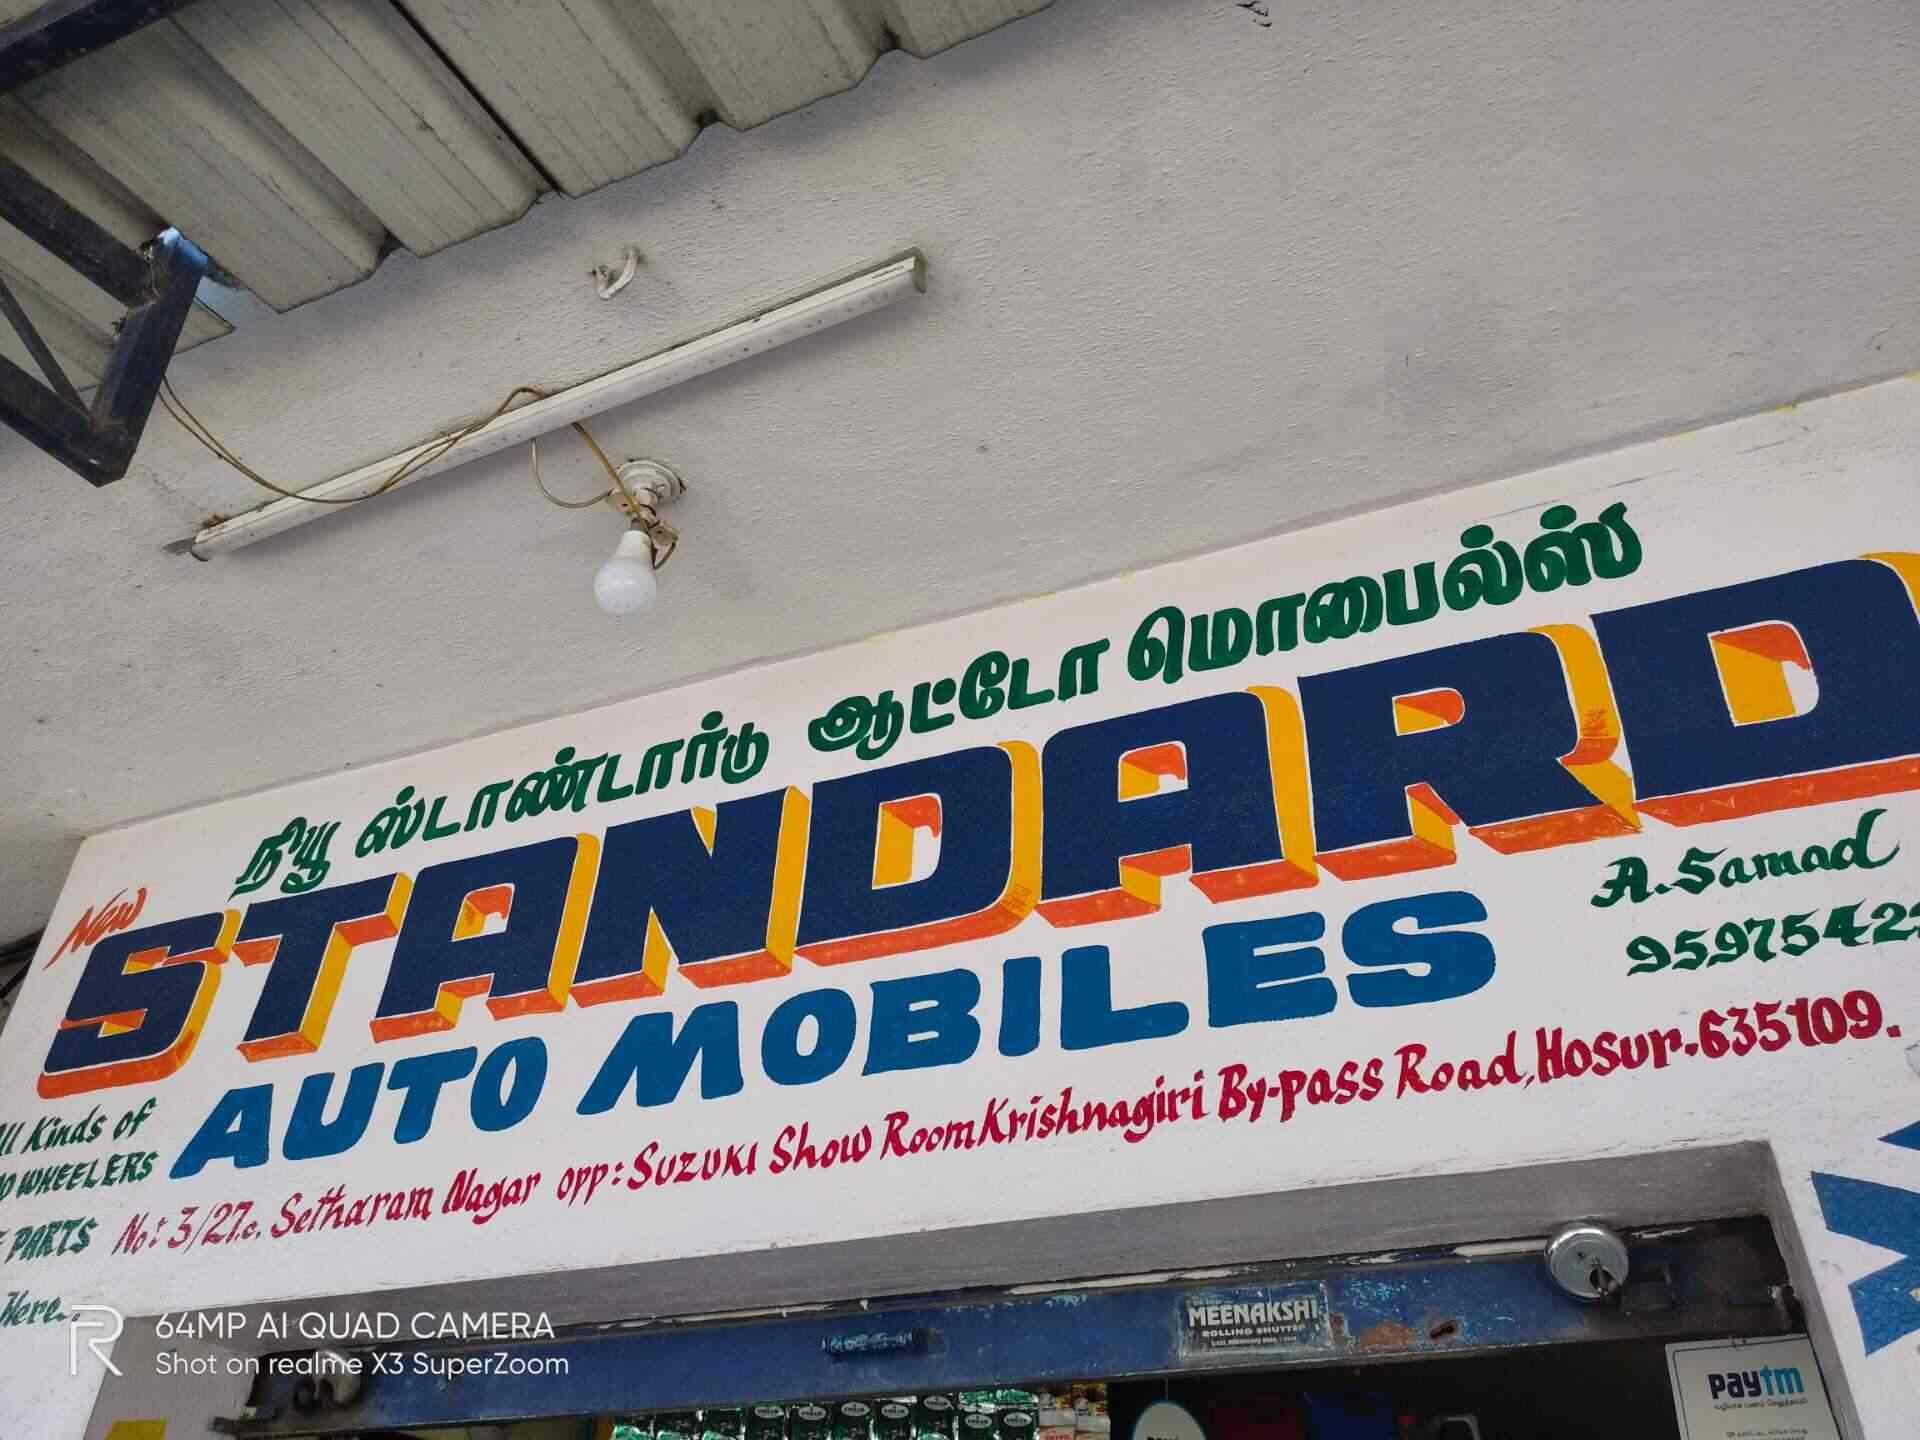 நியூ ஸ்டாண்டார்டு ஆட்டோ மொபைல்ஸ்
New
STANDARD
AUTO MOBILES
A. Samad
95975422
All Kinds of
WHEELERS
PARTS
Here..
No: 3/27.c. Setharam Nagar opp: Suzuki Show Room Krishnagiri By-pass Road, Hosur-635109.
MEENAKSHI
ROLLING SHUTTER
paytm
64MP AI QUAD CAMERA
Shot on realme X3 SuperZoom